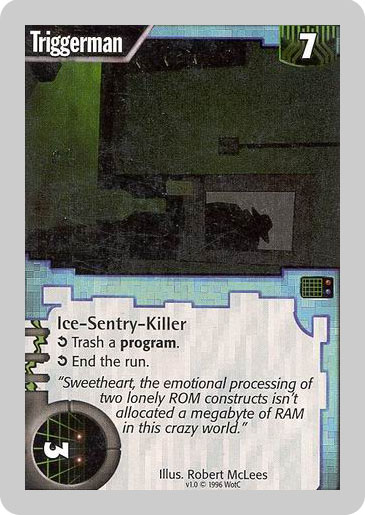 Triggerman
7
Ice-Sentry-Killer
Trash a program.
End the run.
"Sweetheart, the emotional processing of
two lonely ROM constructs isn't
allocated a megabyte of RAM
in this crazy world."
3
Illus. Robert McLees
v1.0 © 1996 WotC